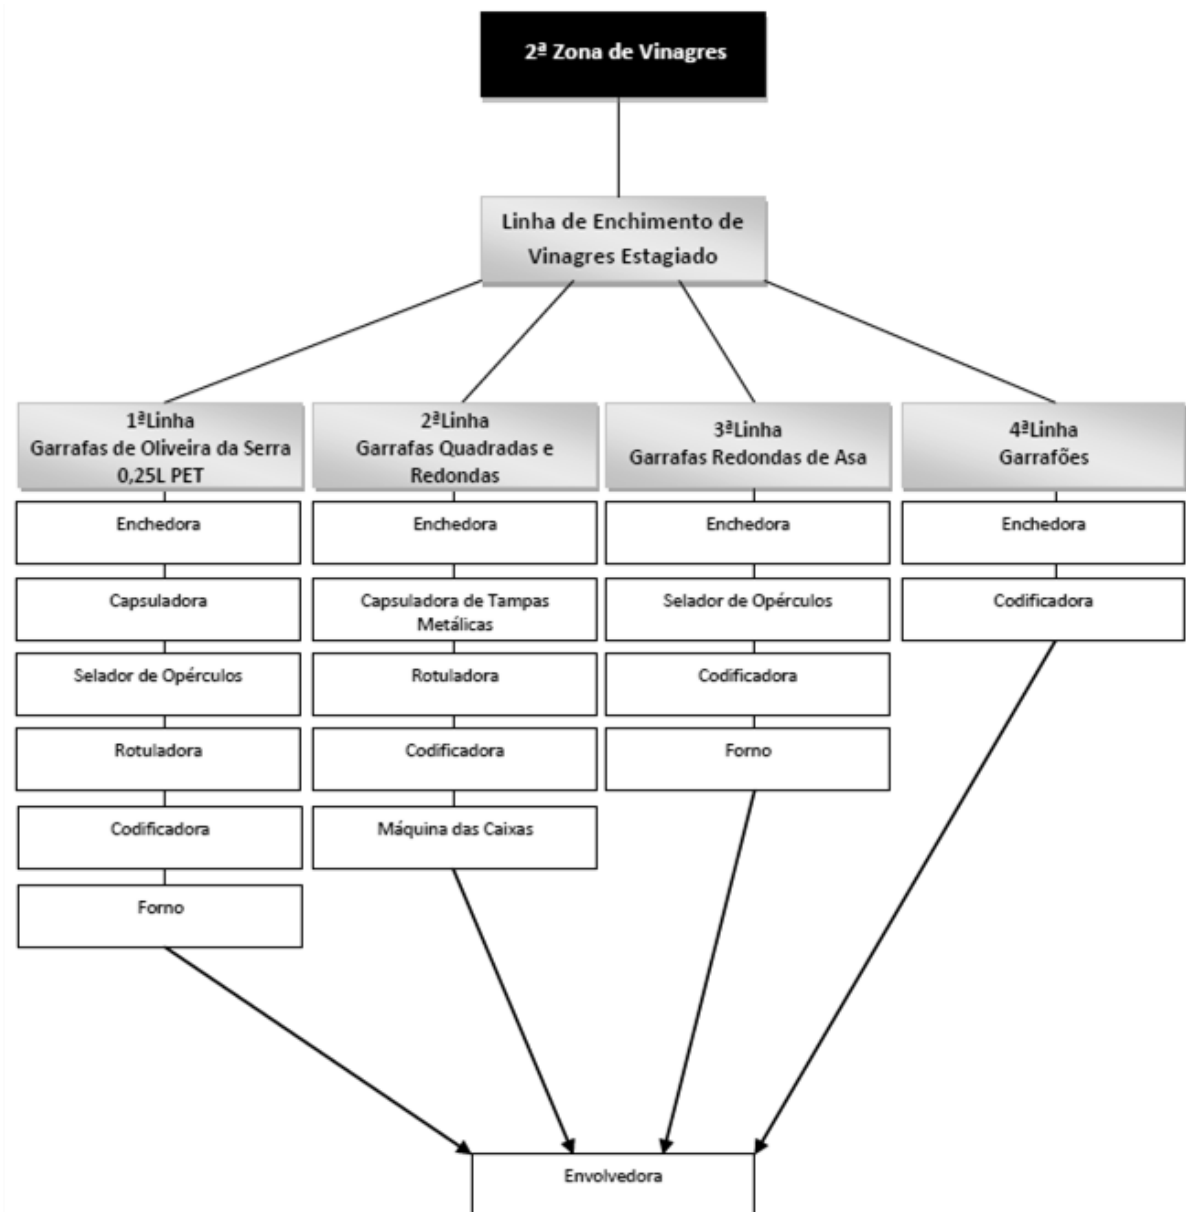 2ª Zona de Vinagres
Linha de Enchimento de
Vinagres Estagiado
1ªLinha
Garrafas de Oliveira da Serra
0,25L PET
Enchedora
Capsuladora
Selador de Opérculos
Rotuladora
Codificadora
Forno
2ªLinha
Garrafas Quadradas e
Redondas
Enchedora
Capsuladora de Tampas
Metálicas
Rotuladora
Codificadora
Máquina das Caixas
3ªLinha
Garrafas Redondas de Asa
Enchedora
Selador de Opérculos
Codificadora
Forno
4ªLinha
Garrafões
Enchedora
Codificadora
Envolvedora